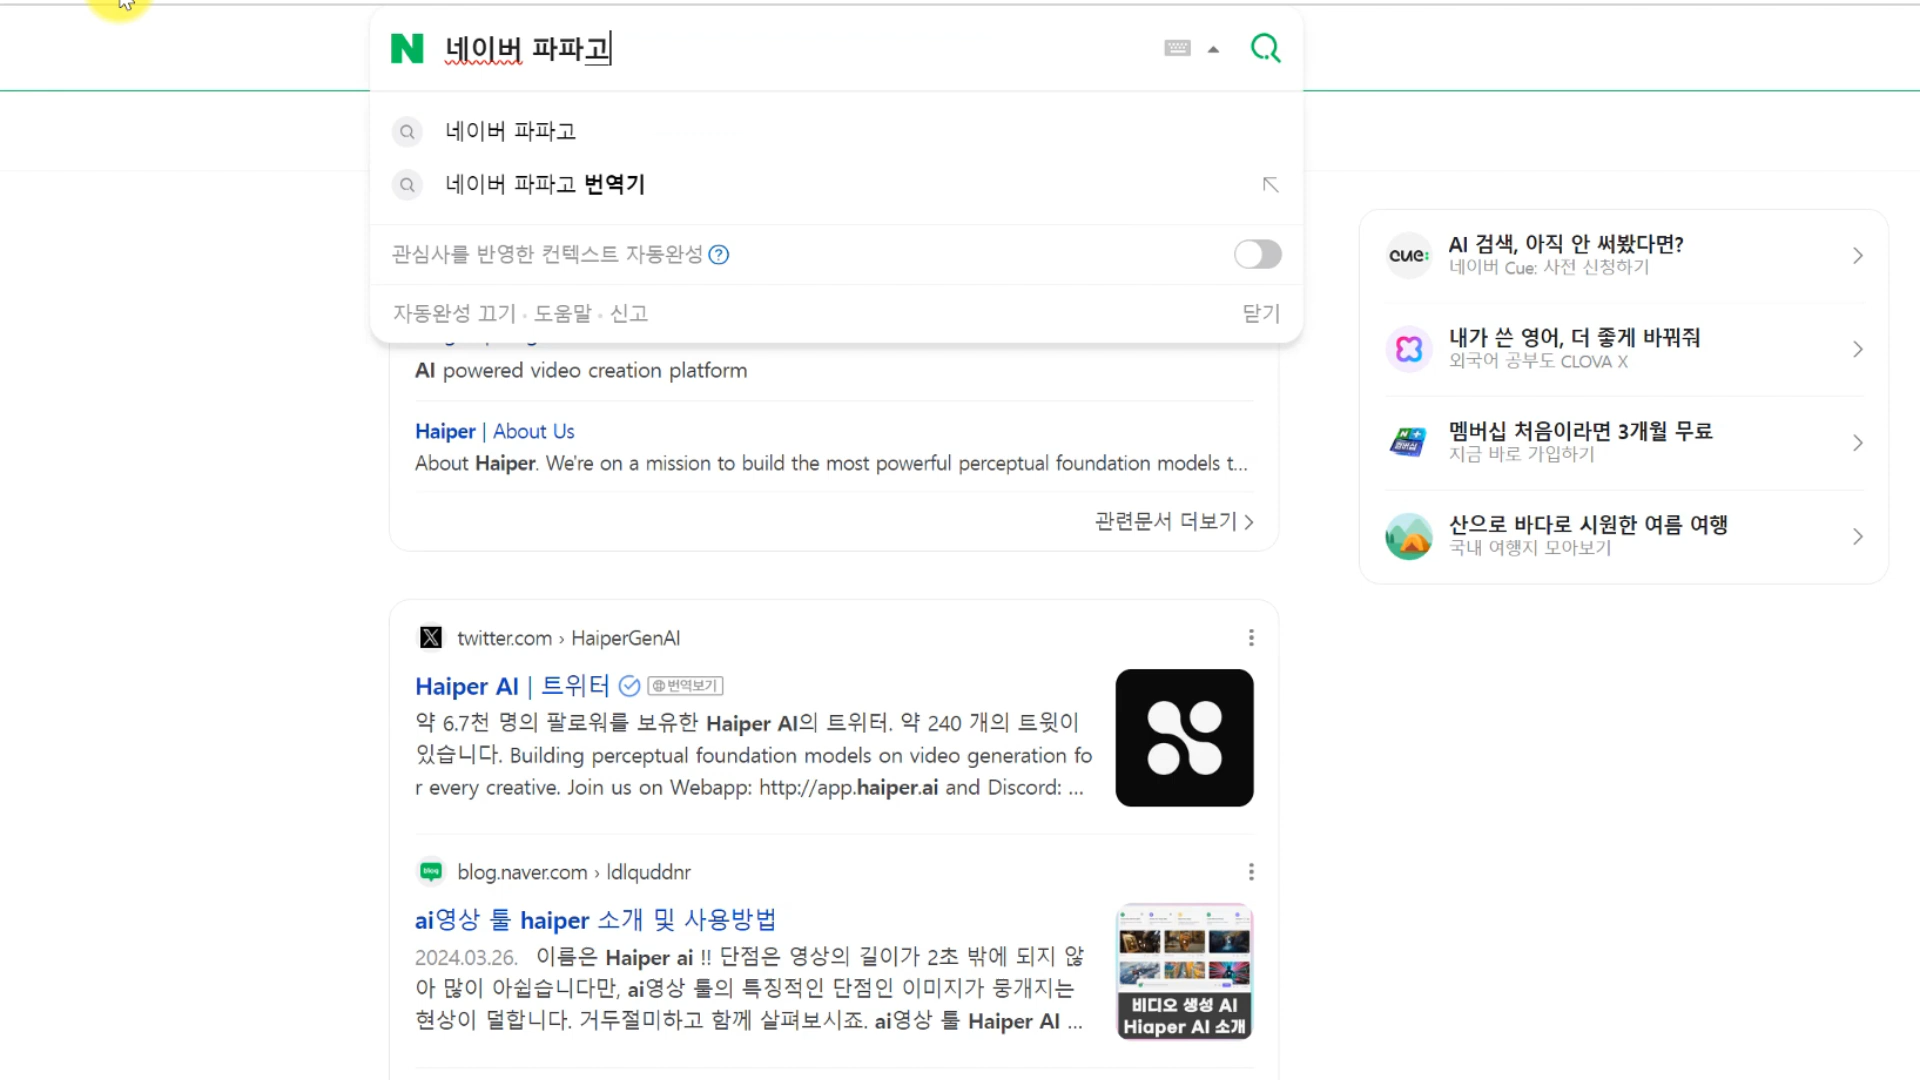 네이버 파파고
네이버 파파고
네이버 파파고 번역기
관심사를 반영한 컨텍스트 자동완성 ?
자동완성 끄기 · 도움말 · 신고
닫기
AI powered video creation platform
Haiper | About Us
About Haiper. We're on a mission to build the most powerful perceptual foundation models t...
관련문서 더보기
twitter.com › HaiperGenAI
Haiper AI | 트위터 번역보기
약 6.7천 명의 팔로워를 보유한 Haiper AI의 트위터. 약 240 개의 트윗이
있습니다. Building perceptual foundation models on video generation fo
r every creative. Join us on Webapp: http://app.haiper.ai and Discord: ...
blog
blog.naver.com › ldlquddnr
ai영상 툴 haiper 소개 및 사용방법
2024.03.26. 이름은 Haiper ai !! 단점은 영상의 길이가 2초 밖에 되지 않
아 많이 아쉽습니다만, ai영상 툴의 특징적인 단점인 이미지가 뭉개지는
현상이 덜합니다. 거두절미하고 함께 살펴보시죠. ai영상 툴 Haiper AI ...
비디오 생성 AI
Hiaper AI 소개
cue:
AI 검색, 아직 안 써봤다면?
네이버 Cue: 사전 신청하기
내가 쓴 영어, 더 좋게 바꿔줘
외국어 공부도 CLOVA X
N+
멤버십
멤버십 처음이라면 3개월 무료
지금 바로 가입하기
산으로 바다로 시원한 여름 여행
국내 여행지 모아보기